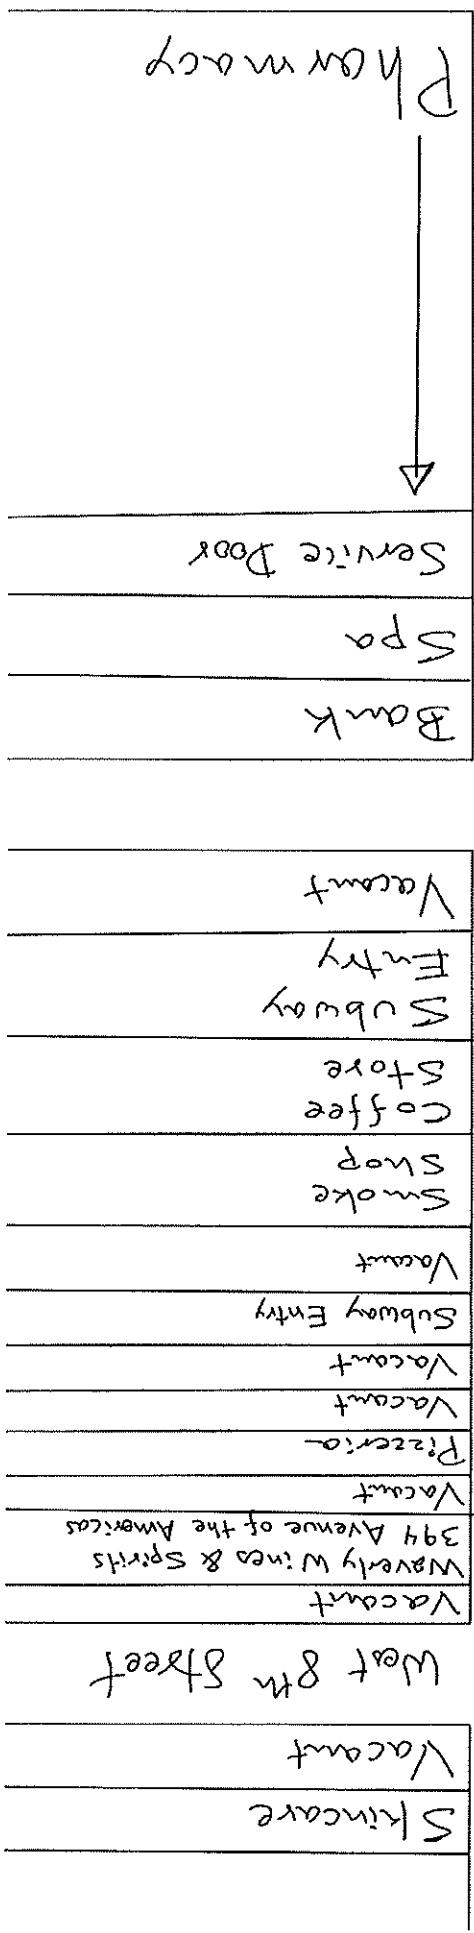 Skincare
Vacant
West 8th Street
Vacant
Waverly Wines & Spirits
394 Avenue of the Americas
Vacant
Pizzeria
Vacant
Vacant
Subway Entry
Vacant
Smoke
Shop
Coffee
Store
Subway
Entry
Vacant
Bank
Spa
Service Door
Pharmacy